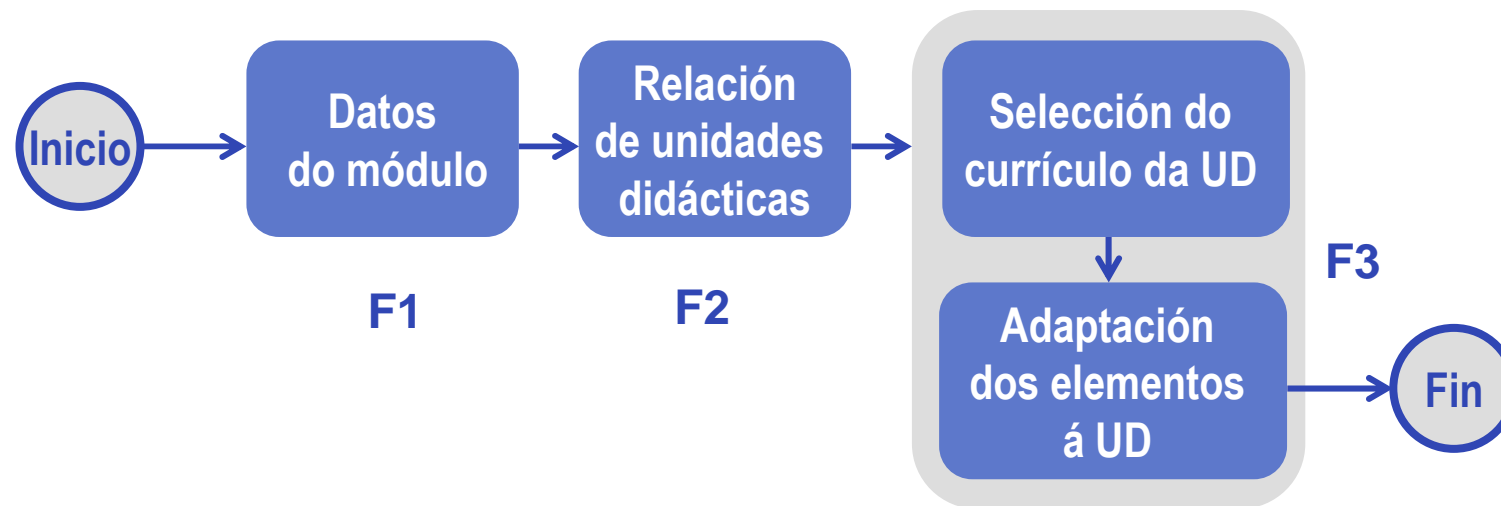 Inicio
Datos
do módulo
F1
Relación
de unidades
didácticas
F2
Selección do
currículo da UD
Adaptación
dos elementos
á UD
F3
Fin